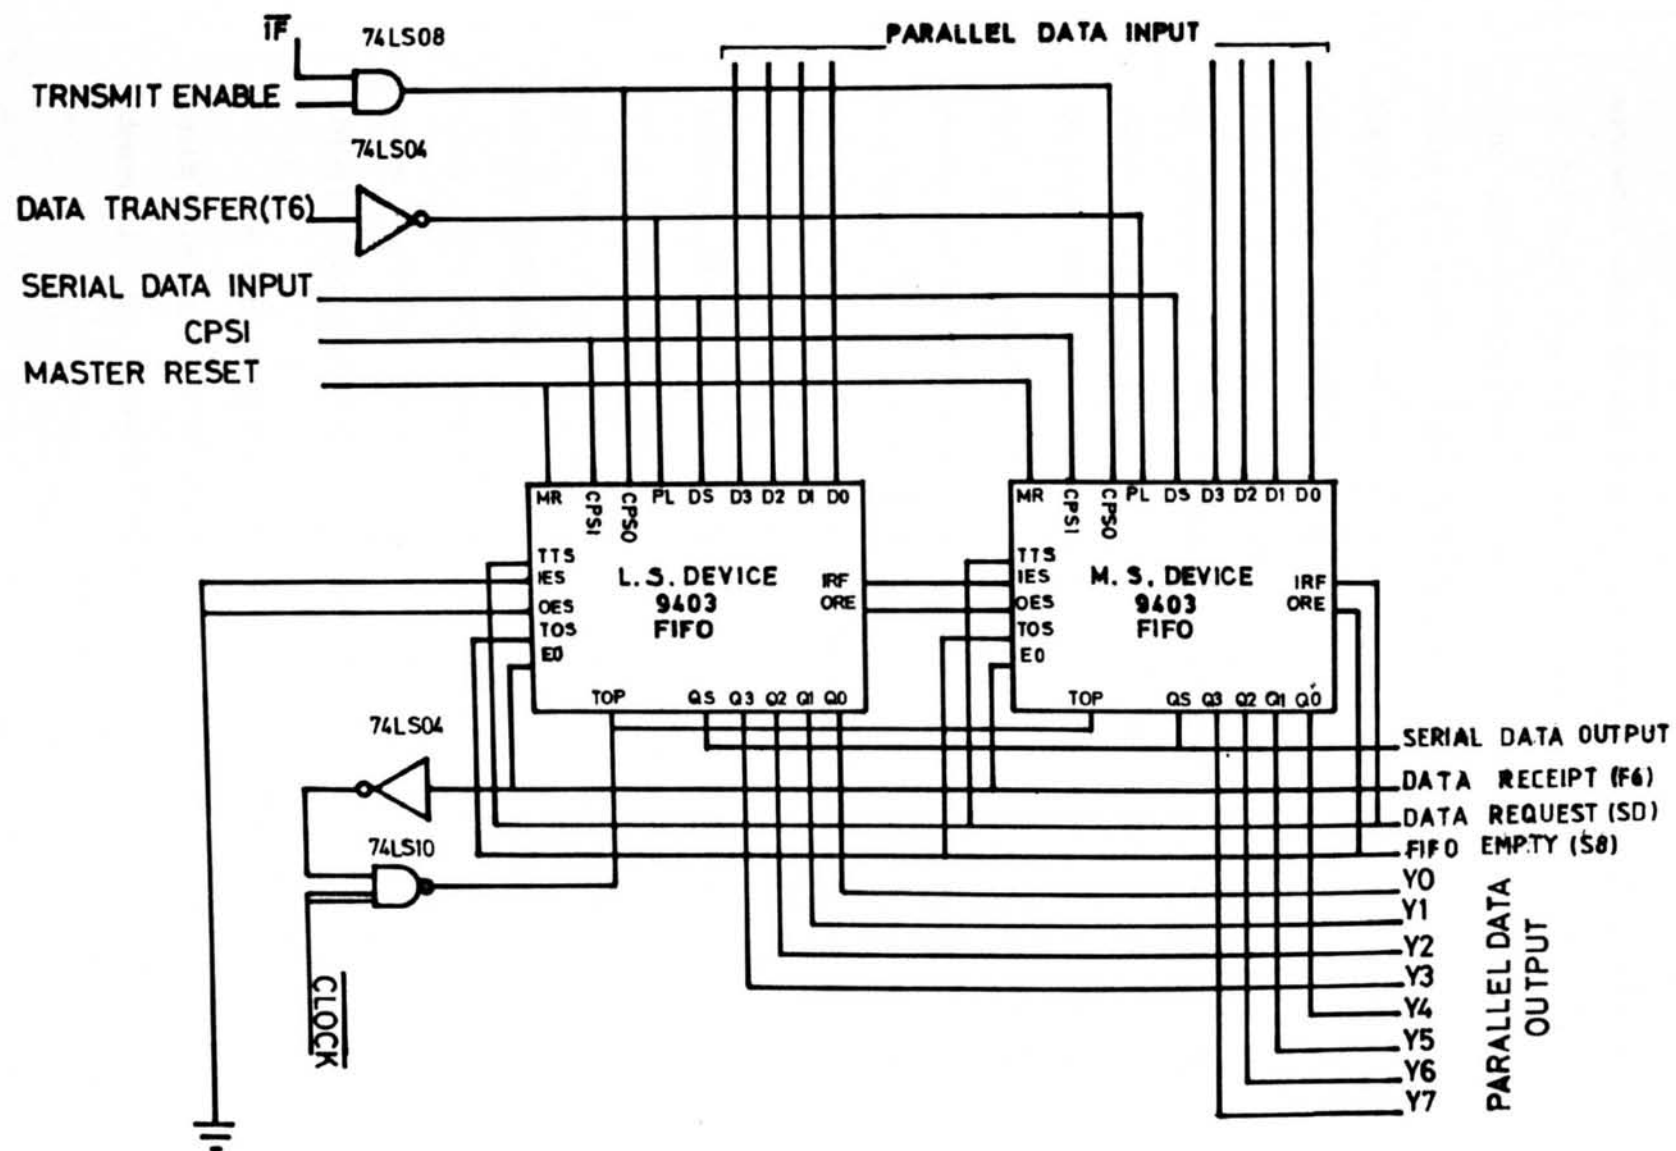 IF
74LS08
PARALLEL DATA INPUT
TRNSMIT ENABLE
74LS04
DATA TRANSFER(T6)
SERIAL DATA INPUT
CPSI
MASTER RESET
MR CPSI CPSO PL DS D3 D2 D1 D0
TTS
IES
OES
TOS
EO
L.S. DEVICE
9403
FIFO
IRF
ORE
TOP QS Q3 Q2 Q1 Q0
MR CPSI CPSO PL DS D3 D2 D1 D0
TTS
IES
OES
TOS
EO
M.S. DEVICE
9403
FIFO
IRF
ORE
TOP QS Q3 Q2 Q1 Q0
74LS04
74LS10
CLOCK
SERIAL DATA OUTPUT
DATA RECEIPT (F6)
DATA REQUEST (SD)
FIFO EMPTY (S8)
Y0
Y1
Y2
Y3
Y4
Y5
Y6
Y7
PARALLEL DATA
OUTPUT